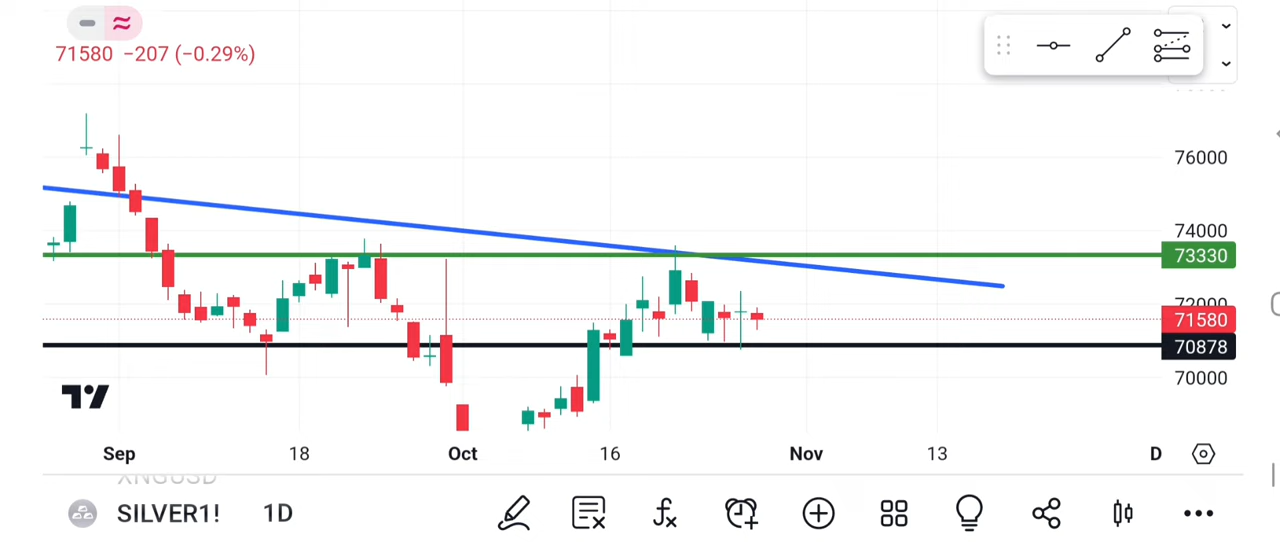 71580 −207 (−0.29%)
76000
74000
73330
72000
71580
70878
70000
Sep 18 Oct 16 Nov 13 D
XNGUSD
SILVER1! 1D